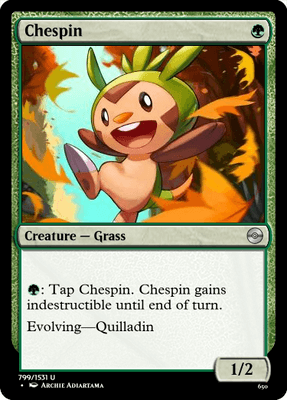 Chespin
Creature — Grass
: Tap Chespin. Chespin gains
indestructible until end of turn.
Evolving—Quilladin
1/2
799/1531 U
• Archie Adiartama
650